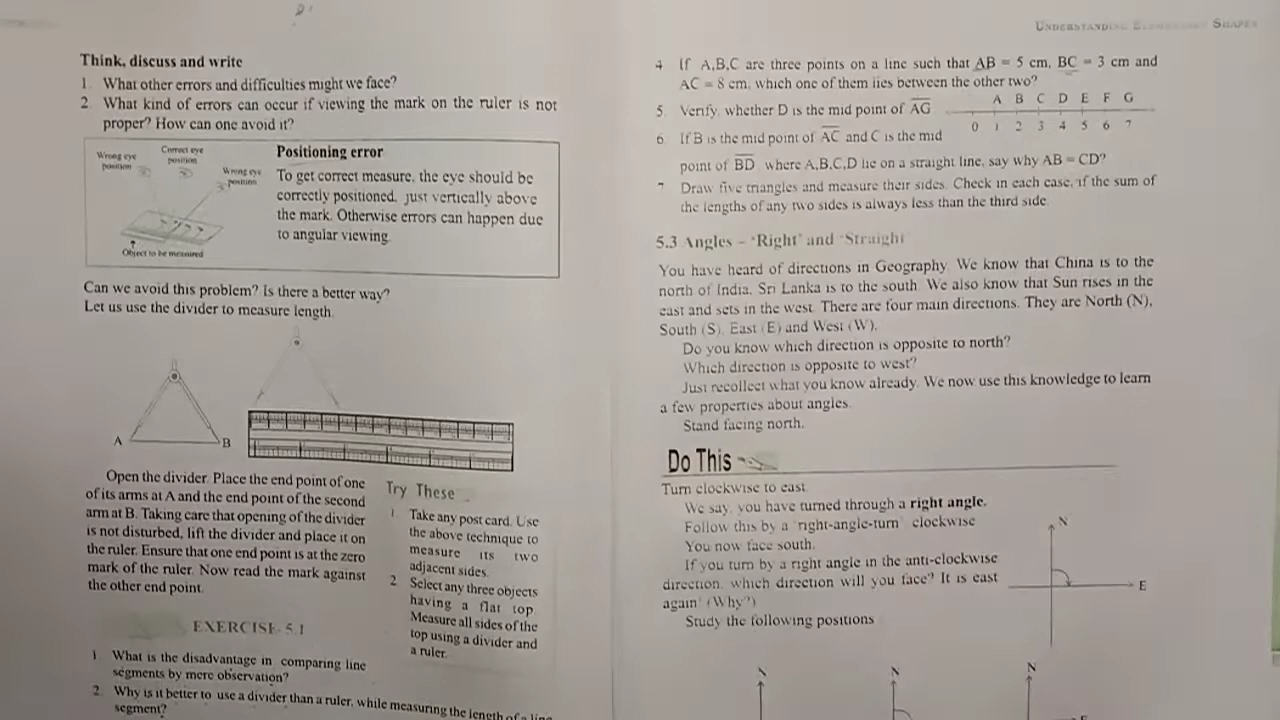 Think, discuss and write
1. What other errors and difficulties might we face?
2. What kind of errors can occur if viewing the mark on the ruler is not
proper? How can one avoid it?
Wrong eye
position
Correct eye
position
Wrong eye
position
Object to be measured
Positioning error
To get correct measure, the eye should be
correctly positioned, just vertically above
the mark. Otherwise errors can happen due
to angular viewing.
Can we avoid this problem? Is there a better way?
Let us use the divider to measure length.
A B
Open the divider. Place the end point of one
of its arms at A and the end point of the second
arm at B. Taking care that opening of the divider
is not disturbed, lift the divider and place it on
the ruler. Ensure that one end point is at the zero
mark of the ruler. Now read the mark against
the other end point.
Try These
1. Take any post card. Use
the above technique to
measure its two
adjacent sides.
2. Select any three objects
having a flat top.
Measure all sides of the
top using a divider and
a ruler.
EXERCISE 5.1
1. What is the disadvantage in comparing line
segments by mere observation?
2. Why is it better to use a divider than a ruler, while measuring the length of a line
segment?
UNDERSTANDING ELEMENTARY SHAPES
4. If A,B,C are three points on a line such that AB = 5 cm, BC = 3 cm and
AC = 8 cm, which one of them lies between the other two?
5. Verify, whether D is the mid point of AG
A B C D E F G
0 1 2 3 4 5 6 7
6. If B is the mid point of AC and C is the mid
point of BD where A,B,C,D lie on a straight line, say why AB = CD?
7. Draw five triangles and measure their sides. Check in each case, if the sum of
the lengths of any two sides is always less than the third side.
5.3 Angles – 'Right' and 'Straight'
You have heard of directions in Geography. We know that China is to the
north of India, Sri Lanka is to the south. We also know that Sun rises in the
east and sets in the west. There are four main directions. They are North (N),
South (S), East (E) and West (W).
Do you know which direction is opposite to north?
Which direction is opposite to west?
Just recollect what you know already. We now use this knowledge to learn
a few properties about angles.
Stand facing north.
Do This
Turn clockwise to east.
We say, you have turned through a right angle.
Follow this by a 'right-angle-turn', clockwise.
You now face south.
If you turn by a right angle in the anti-clockwise
direction, which direction will you face? It is east
again! (Why?)
Study the following positions
N
E
N N N
E